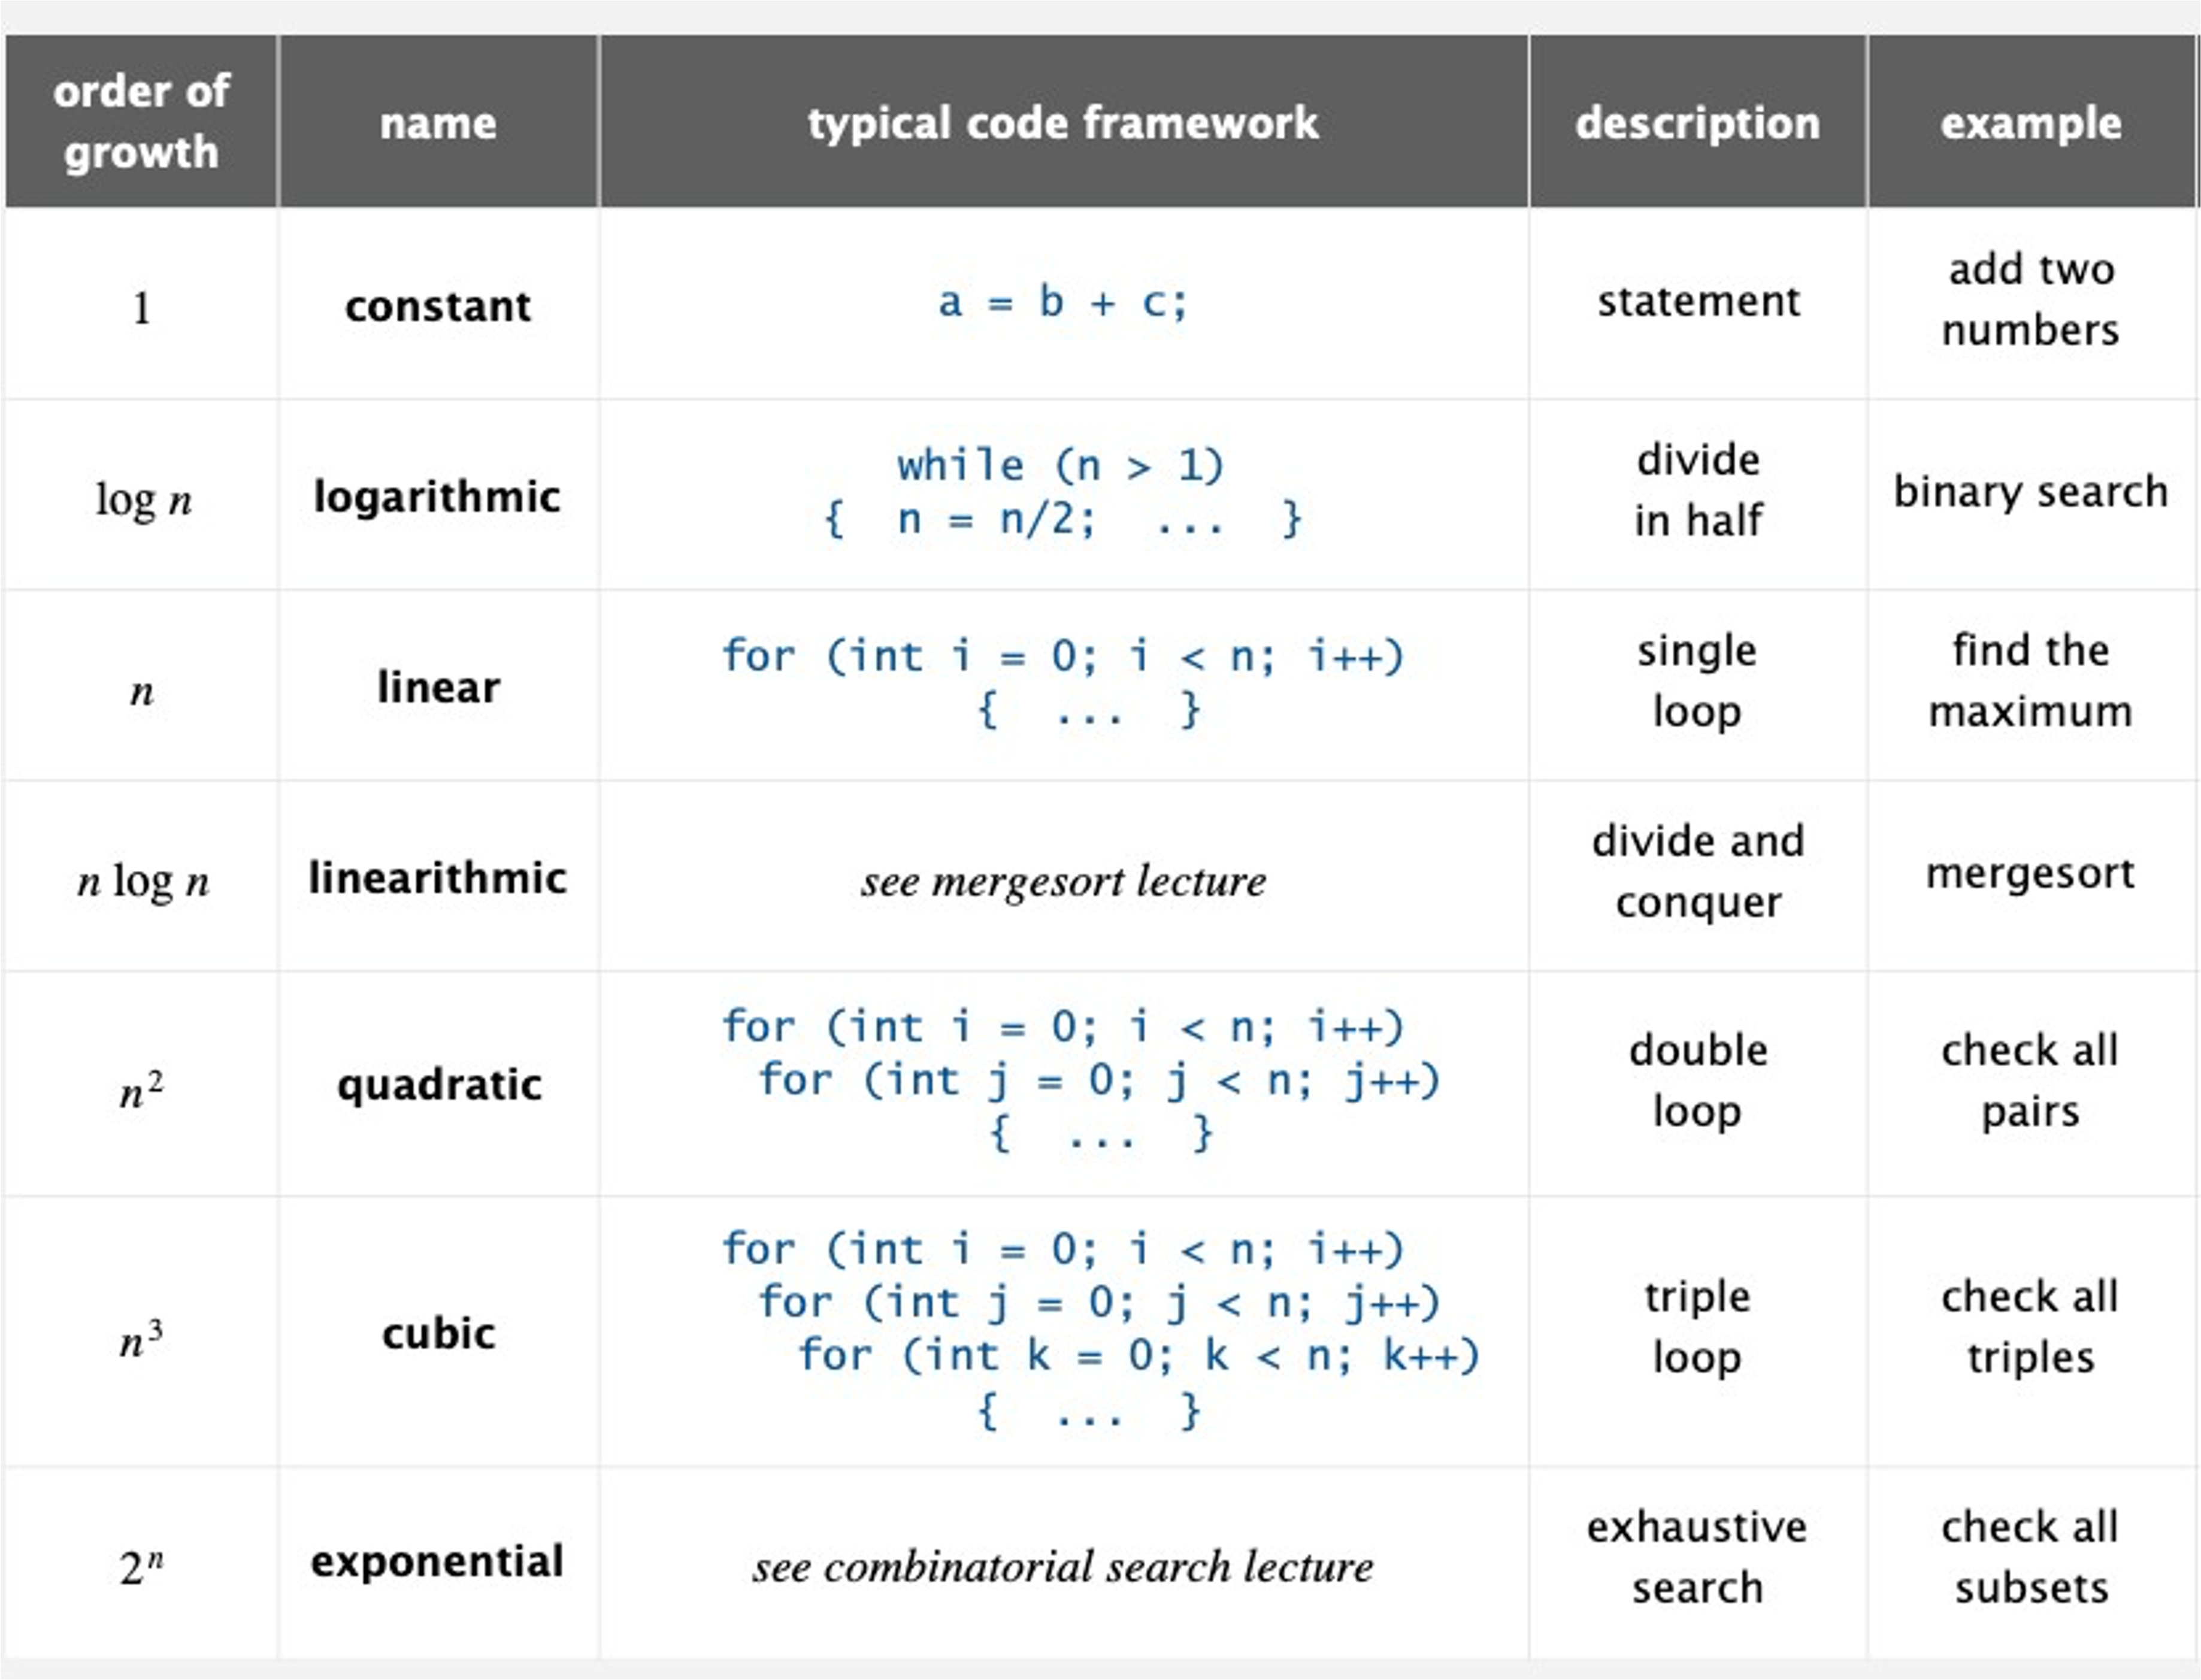 order of growth name typical code framework description example
1 constant a = b + c; statement add two numbers
log n logarithmic while (n > 1) { n = n/2; ... } divide in half binary search
n linear for (int i = 0; i < n; i++) { ... } single loop find the maximum
n log n linearithmic see mergesort lecture divide and conquer mergesort
n² quadratic for (int i = 0; i < n; i++) for (int j = 0; j < n; j++) { ... } double loop check all pairs
n³ cubic for (int i = 0; i < n; i++) for (int j = 0; j < n; j++) for (int k = 0; k < n; k++) { ... } triple loop check all triples
2ⁿ exponential see combinatorial search lecture exhaustive search check all subsets